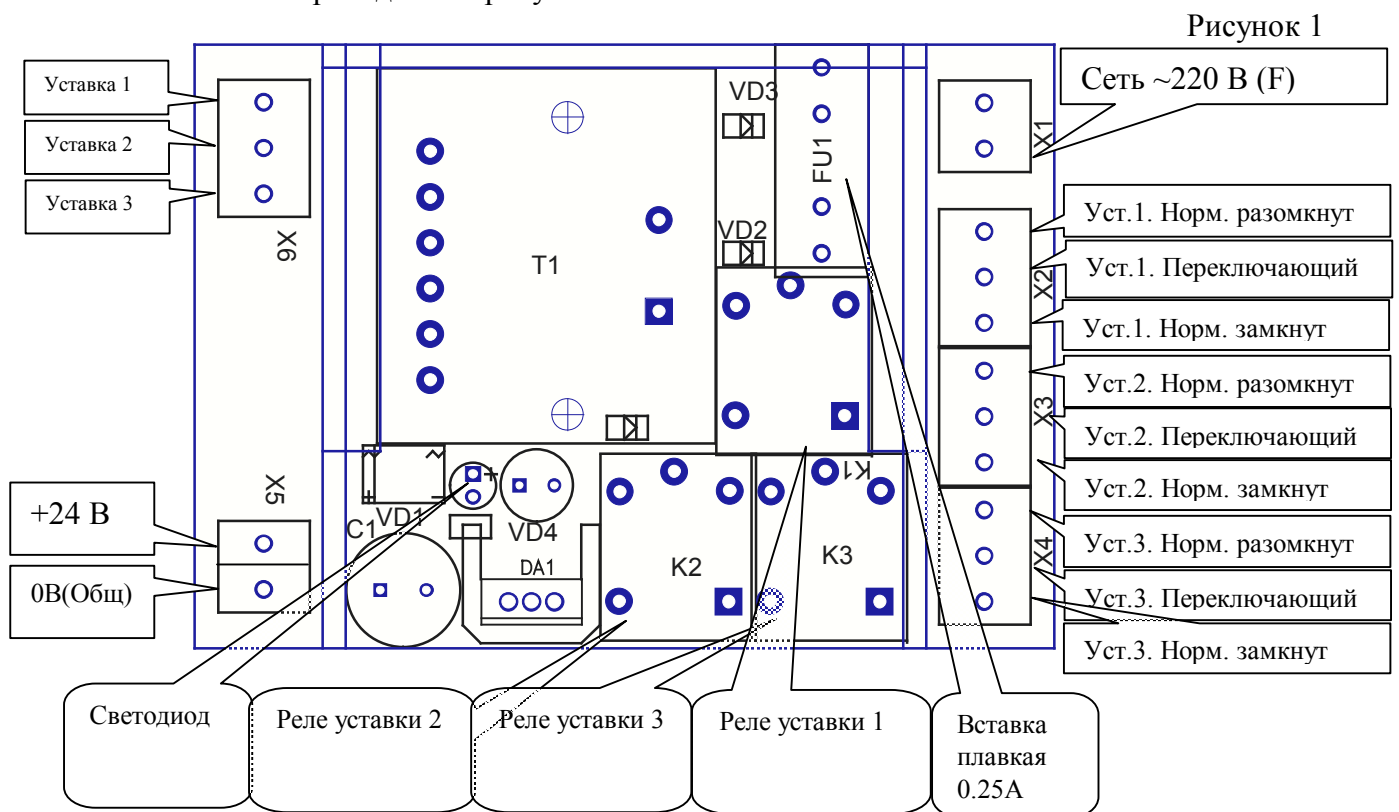 Рисунок 1
Уставка 1
Уставка 2
Уставка 3
X6
X5
+24 В
0В(Общ)
T1
VD3
VD2
FU1
X1
X2
X3
X4
Сеть ~220 В (F)
Уст.1. Норм. разомкнут
Уст.1. Переключающий
Уст.1. Норм. замкнут
Уст.2. Норм. разомкнут
Уст.2. Переключающий
Уст.2. Норм. замкнут
Уст.3. Норм. разомкнут
Уст.3. Переключающий
Уст.3. Норм. замкнут
~ ~
+ -
+
K1
C1
VD1
VD4
DA1
K2
K3
Светодиод
Реле уставки 2
Реле уставки 3
Реле уставки 1
Вставка
плавкая
0.25А